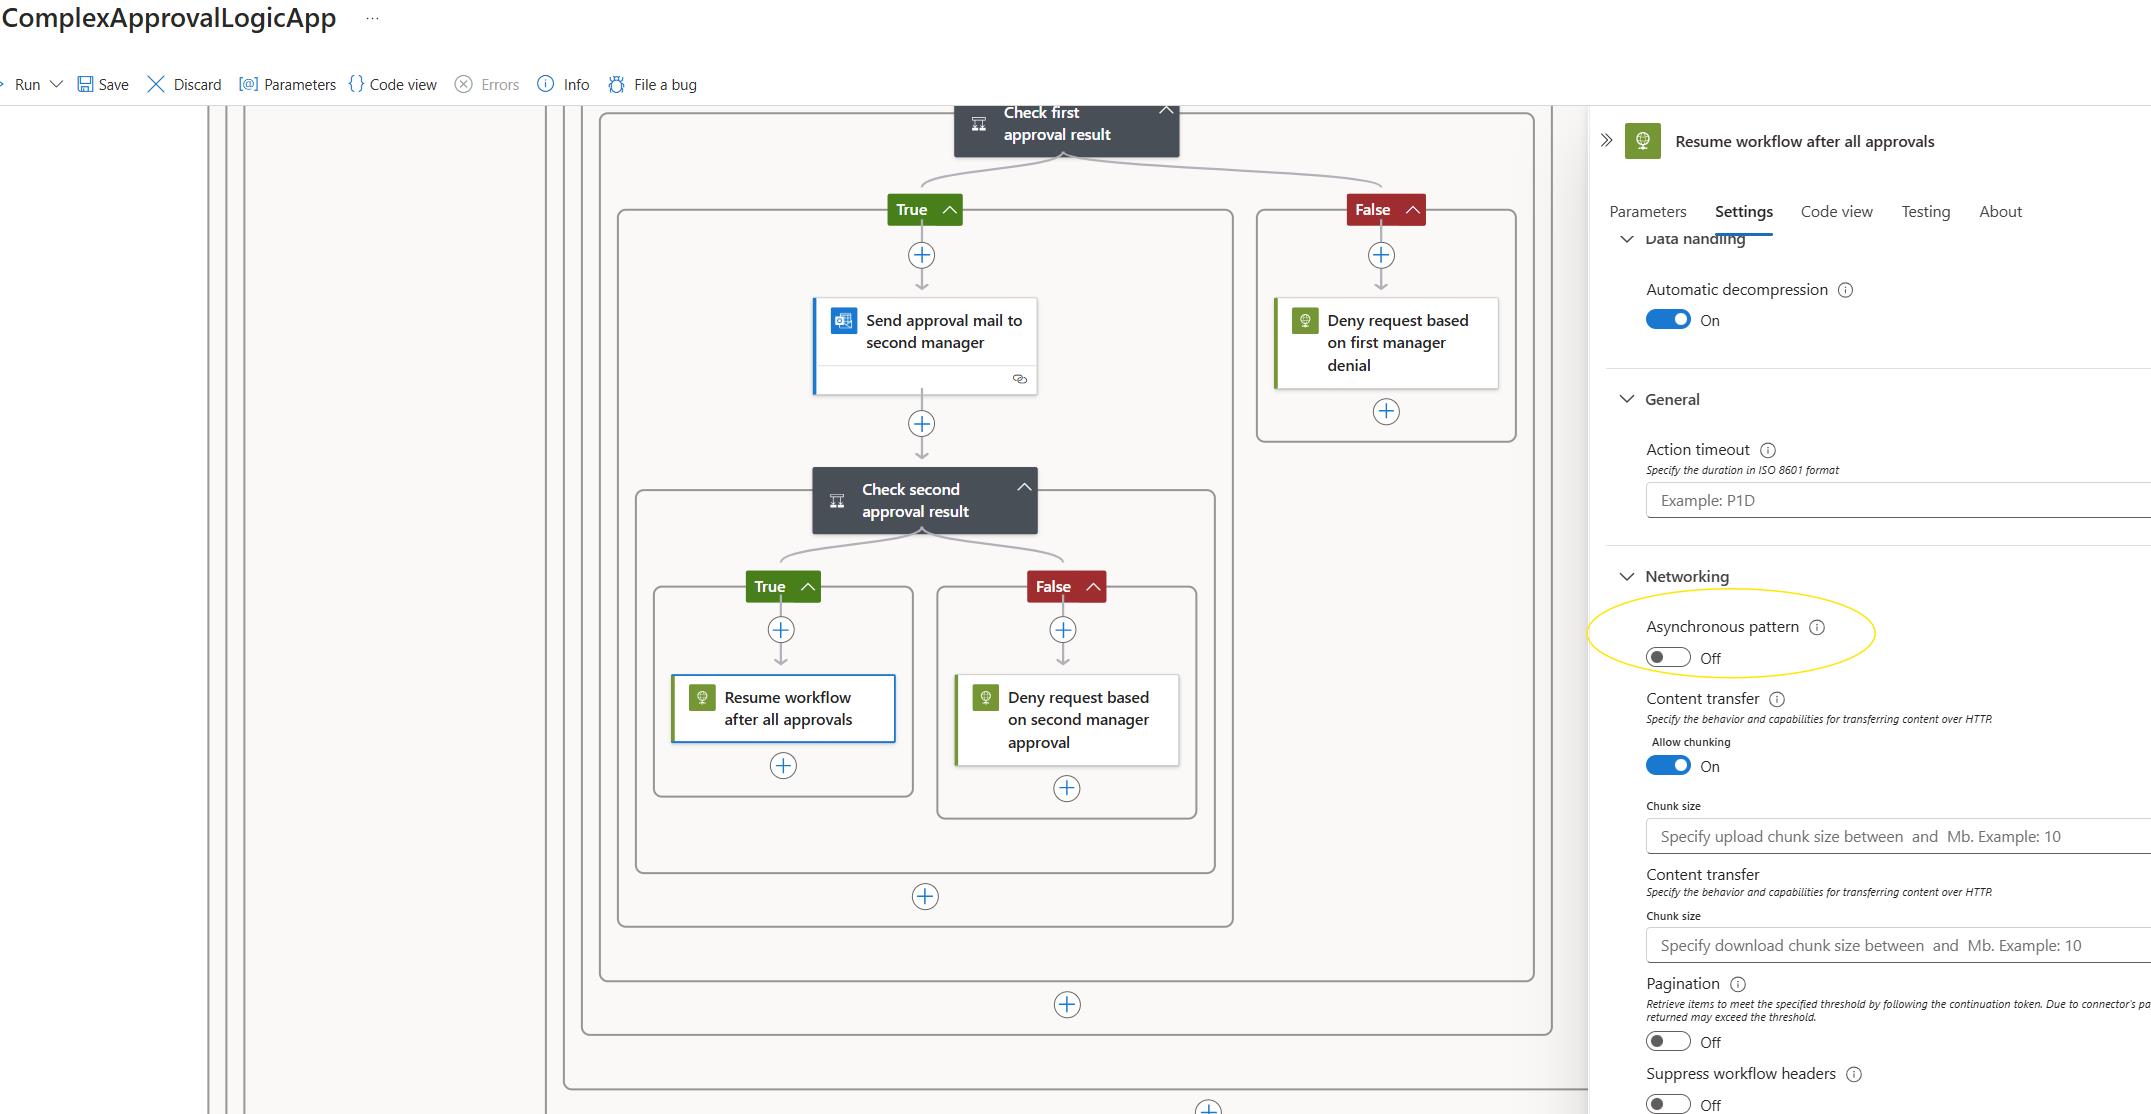 ComplexApprovalLogicApp ...
Run Save Discard [@] Parameters {} Code view Errors Info File a bug
Check first
approval result
True
False
Send approval mail to
second manager
Deny request based
on first manager
denial
Check second
approval result
True
False
Resume workflow
after all approvals
Deny request based
on second manager
approval
Resume workflow after all approvals
Parameters Settings Code view Testing About
Data handling
Automatic decompression
On
General
Action timeout
Specify the duration in ISO 8601 format
Example: P1D
Networking
Asynchronous pattern
Off
Content transfer
Specify the behavior and capabilities for transferring content over HTTP.
Allow chunking
On
Chunk size
Specify upload chunk size between and Mb. Example: 10
Content transfer
Specify the behavior and capabilities for transferring content over HTTP.
Chunk size
Specify download chunk size between and Mb. Example: 10
Pagination
Retrieve items to meet the specified threshold by following the continuation token. Due to connector's pa
returned may exceed the threshold.
Off
Suppress workflow headers
Off